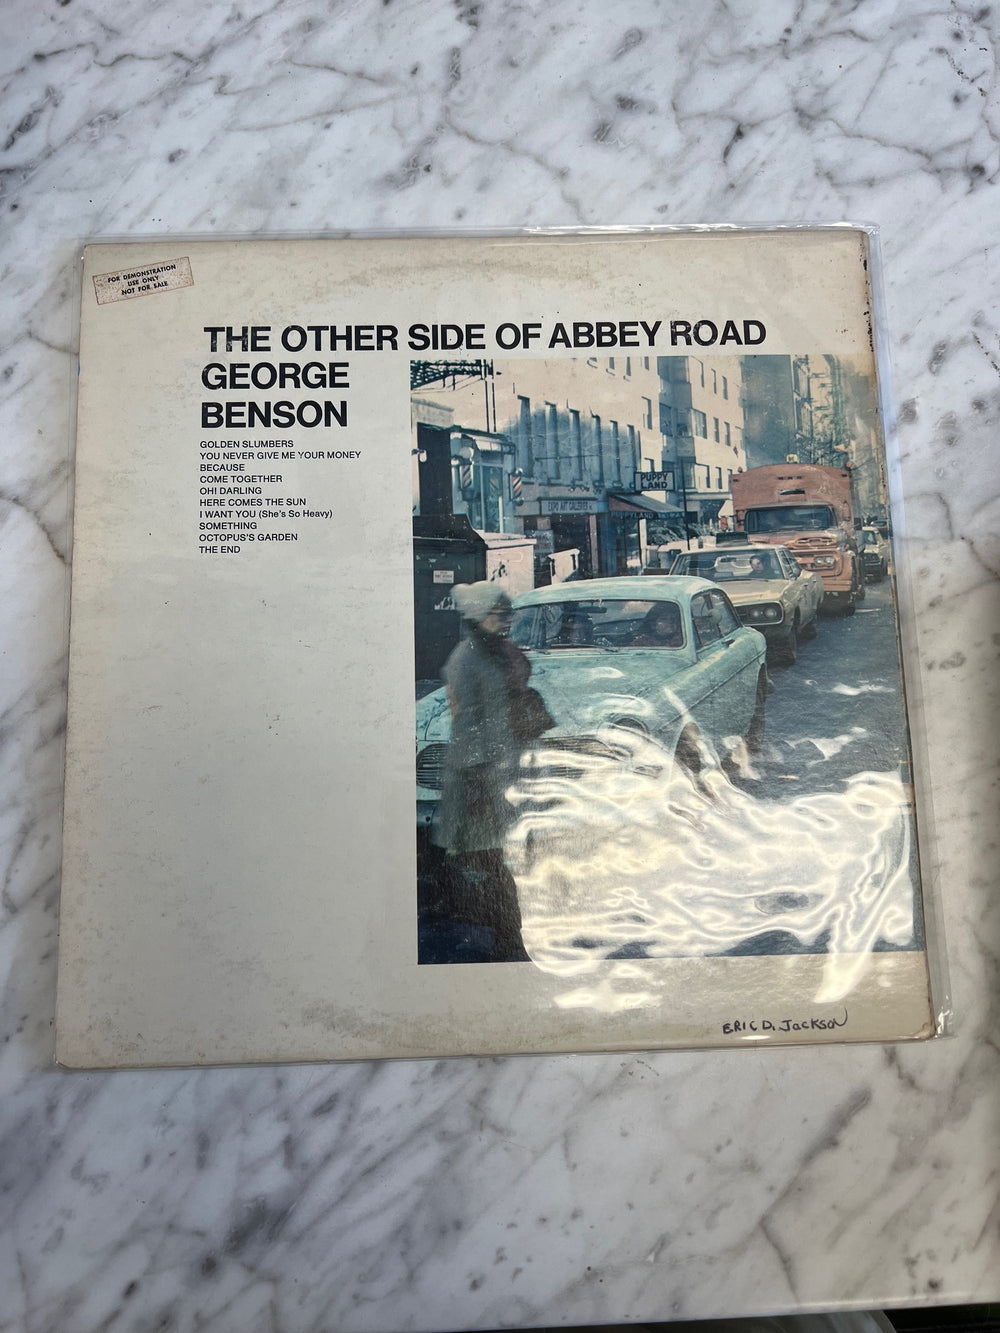 FOR DEMONSTRATION
USE ONLY
NOT FOR SALE
THE OTHER SIDE OF ABBEY ROAD
GEORGE
BENSON
GOLDEN SLUMBERS
YOU NEVER GIVE ME YOUR MONEY
BECAUSE
COME TOGETHER
OH! DARLING
HERE COMES THE SUN
I WANT YOU (She's So Heavy)
SOMETHING
OCTOPUS'S GARDEN
THE END
PUPPY
LAND
ERIC D. Jackson